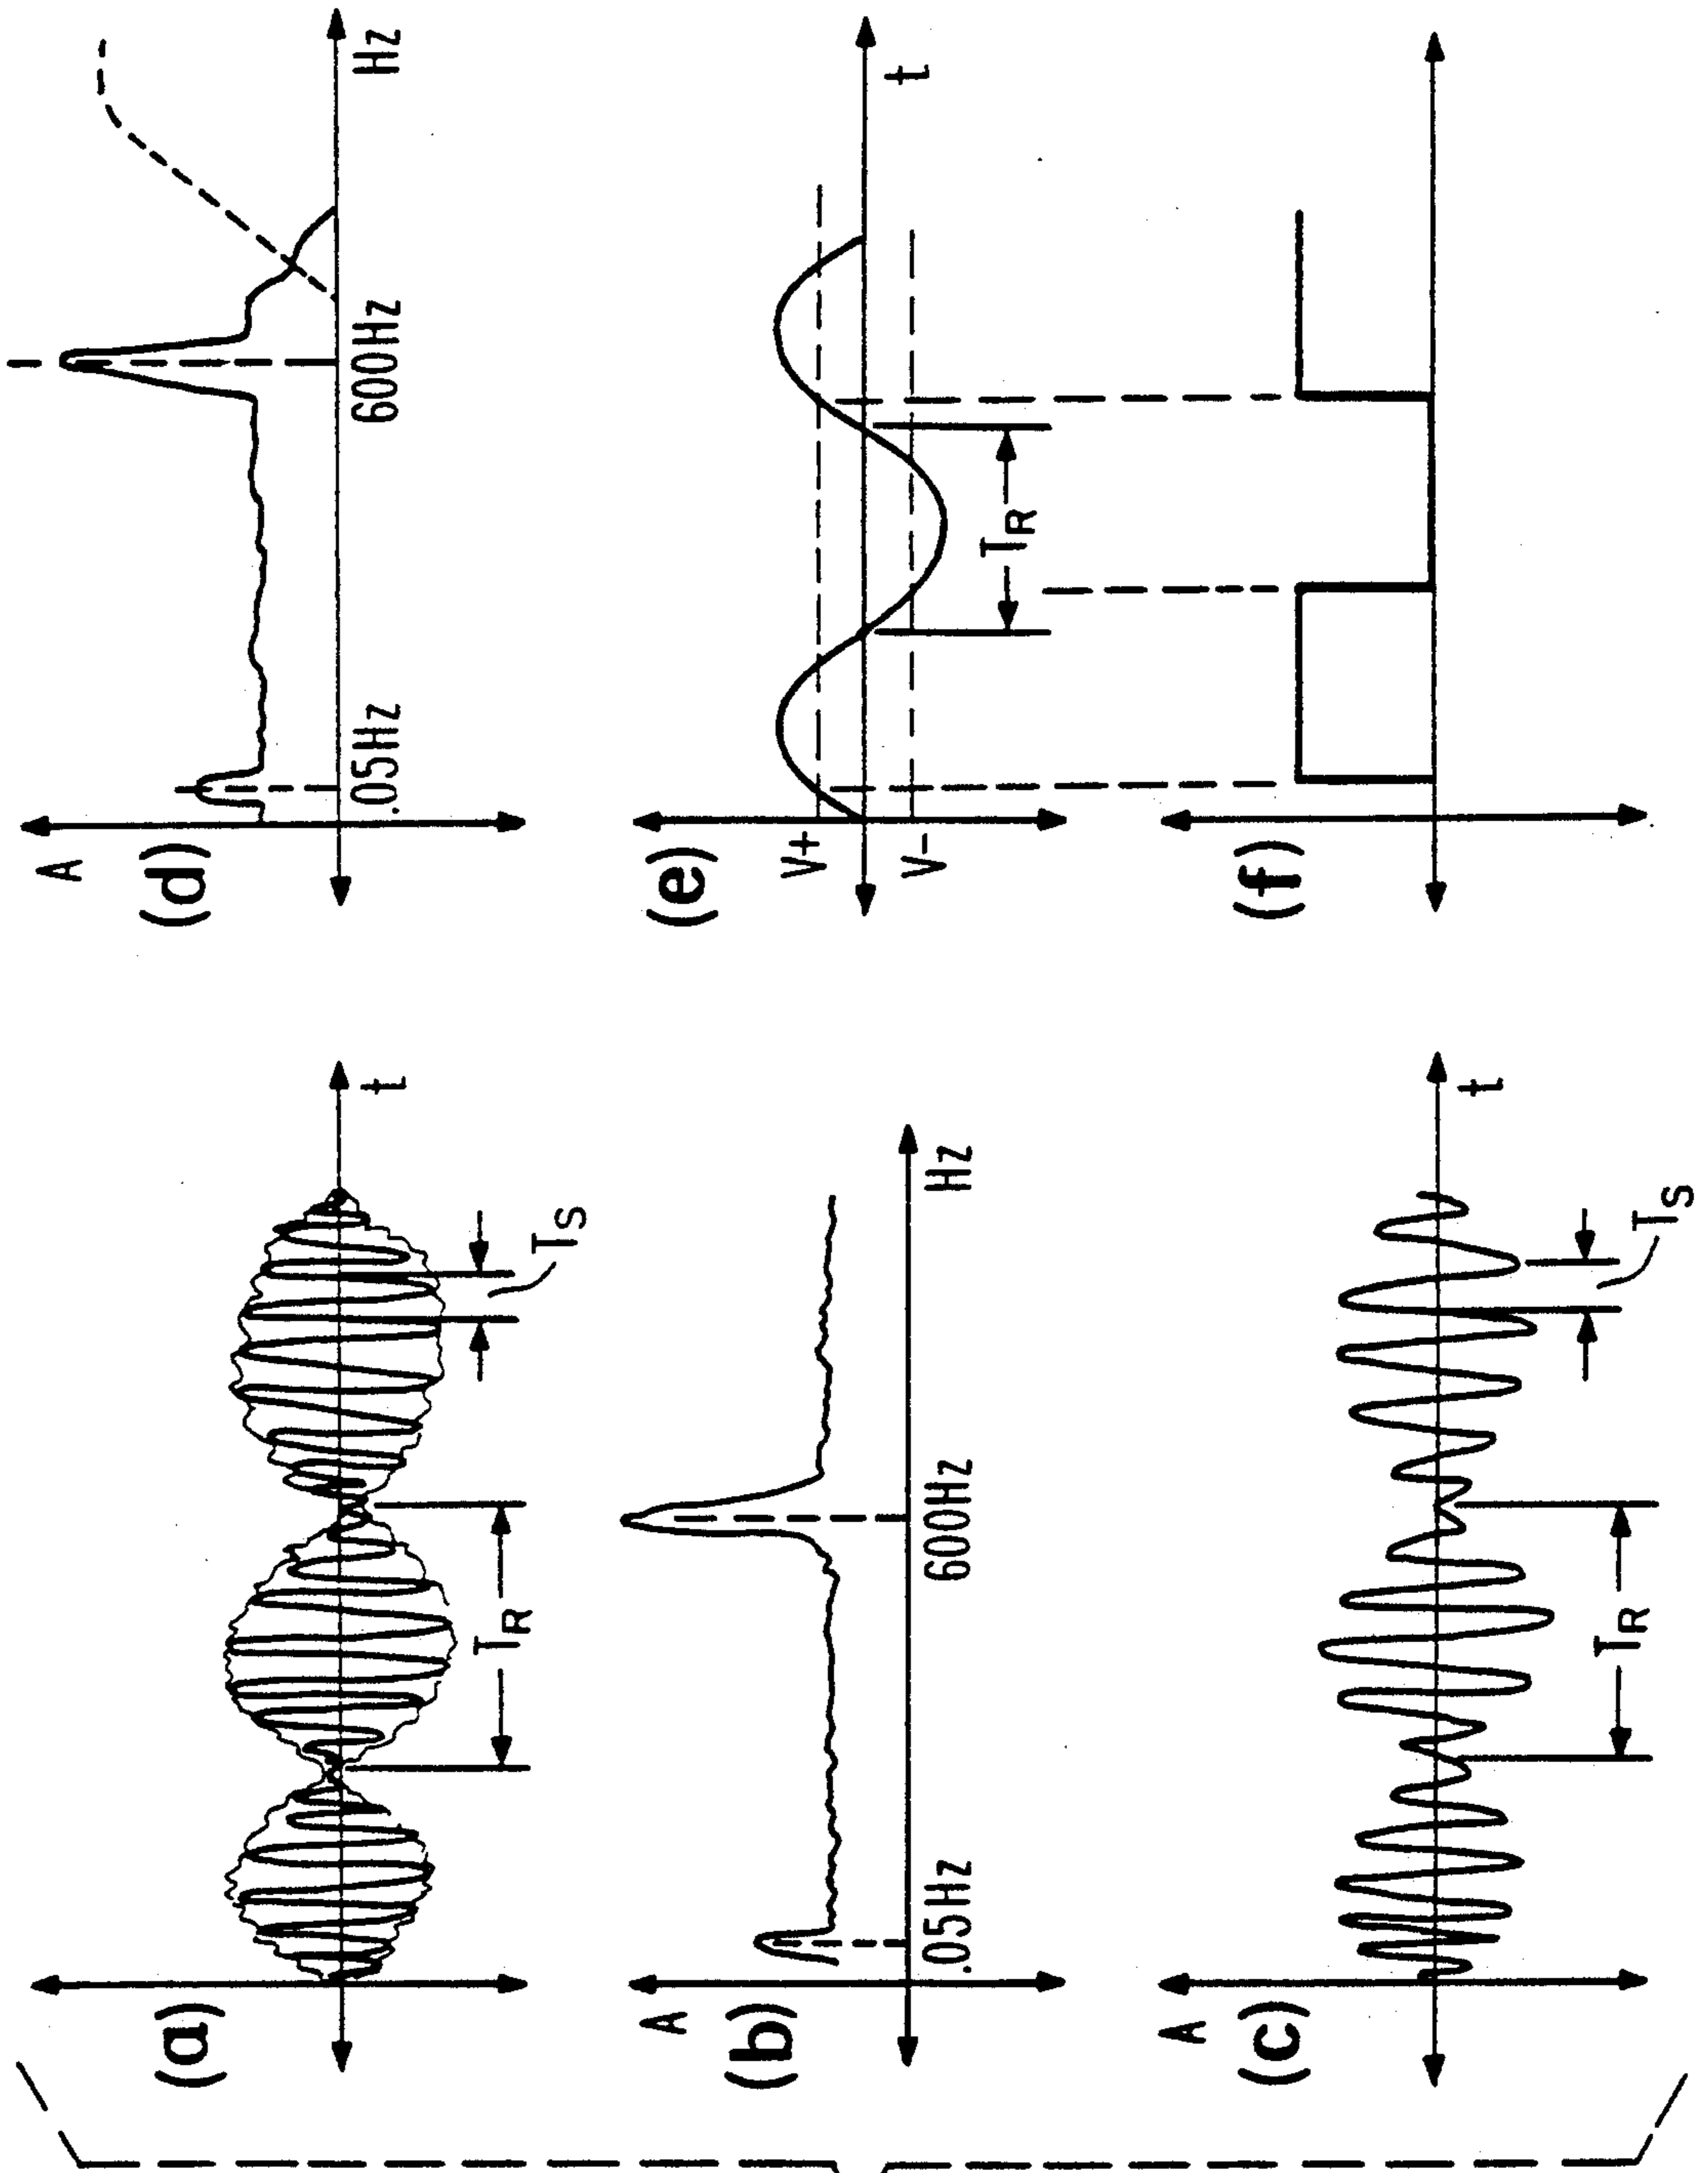 (a)
t
T_R
T_S
A
(b)
.05Hz
600Hz
Hz
A
(c)
t
T_R
T_S
A
(d)
.05Hz
600Hz
Hz
(e)
V+
V-
t
T_R
(f)